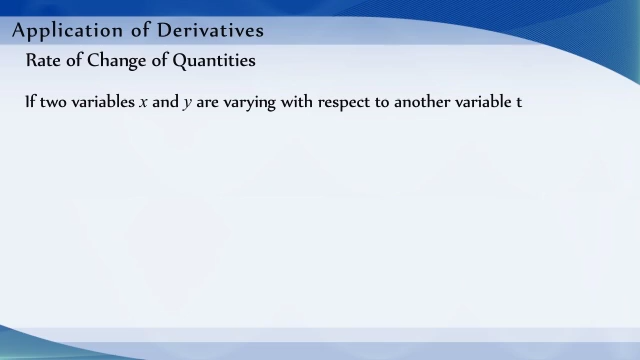 Application of Derivatives
Rate of Change of Quantities
If two variables x and y are varying with respect to another variable t